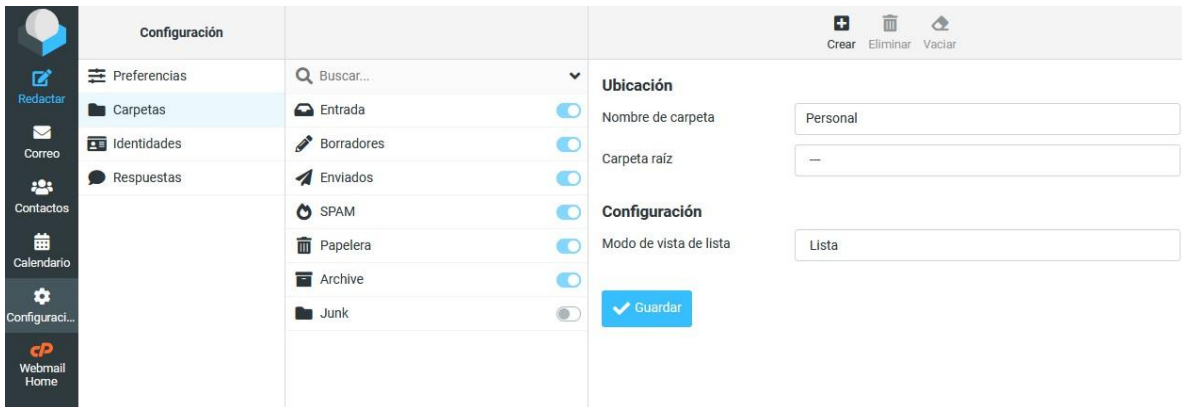 Redactar
Correo
Contactos
Calendario
Configuraci...
cP
Webmail
Home
Configuración
Preferencias
Carpetas
Identidades
Respuestas
Buscar...
Entrada
Borradores
Enviados
SPAM
Papelera
Archive
Junk
Crear Eliminar Vaciar
Ubicación
Nombre de carpeta Personal
Carpeta raíz ---
Configuración
Modo de vista de lista Lista
Guardar